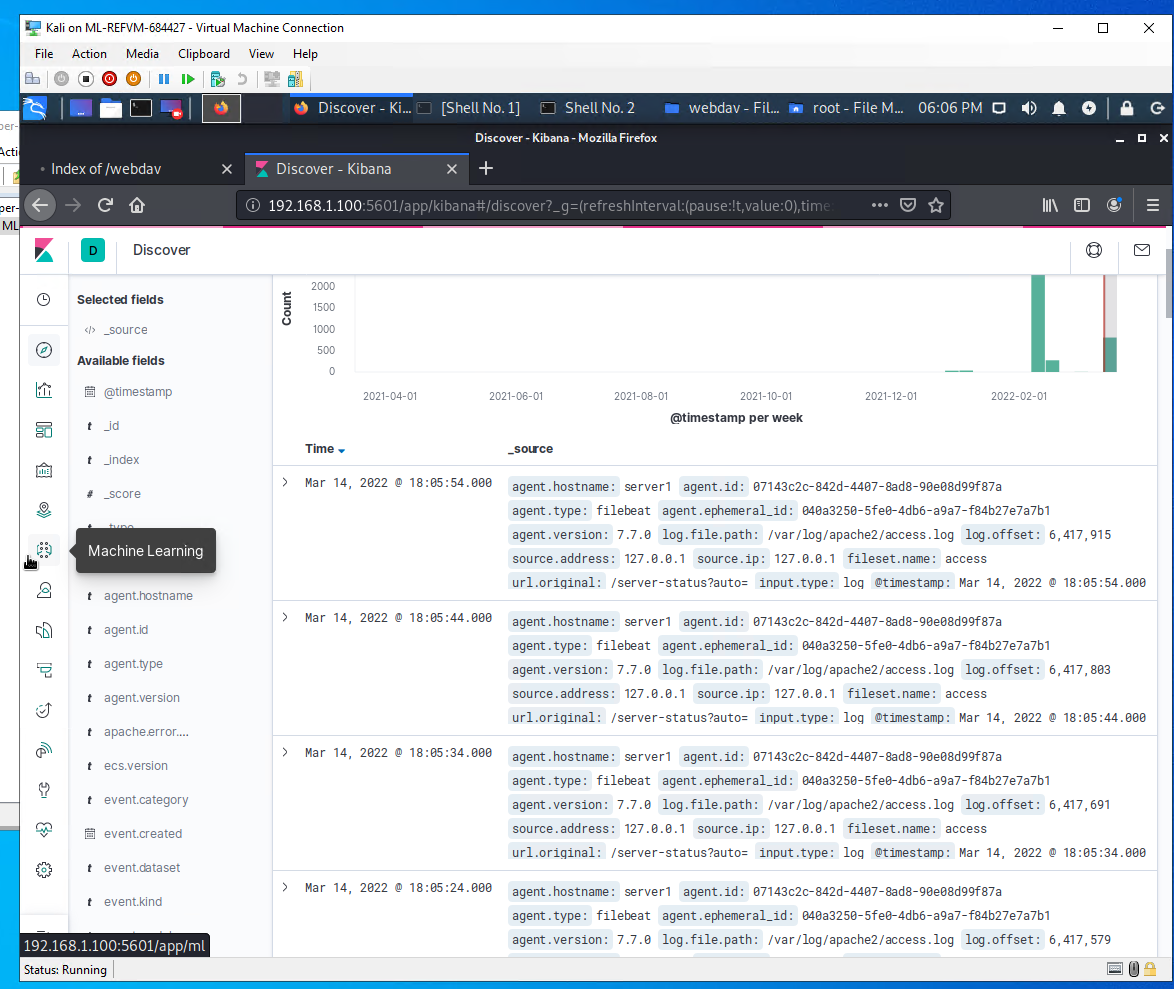 Kali on ML-REFVM-684427 - Virtual Machine Connection
File Action Media Clipboard View Help
Discover - Ki... [Shell No. 1] Shell No. 2 webdav - Fil... root - File M... 06:06 PM
Discover - Kibana - Mozilla Firefox
Index of /webdav Discover - Kibana
192.168.1.100:5601/app/kibana#/discover?_g=(refreshInterval:(pause:!t,value:0),time:
D Discover
Selected fields
</> _source
Available fields
@timestamp
t _id
t _index
# _score
t _type
Machine Learning
t agent.hostname
t agent.id
t agent.type
t agent.version
t apache.error....
t ecs.version
t event.category
event.created
t event.dataset
t event.kind
Count
2000
1500
1000
500
0
2021-04-01 2021-06-01 2021-08-01 2021-10-01 2021-12-01 2022-02-01
@timestamp per week
Time _source
Mar 14, 2022 @ 18:05:54.000
agent.hostname: server1 agent.id: 07143c2c-842d-4407-8ad8-90e08d99f87a
agent.type: filebeat agent.ephemeral_id: 040a3250-5fe0-4db6-a9a7-f84b27e7a7b1
agent.version: 7.7.0 log.file.path: /var/log/apache2/access.log log.offset: 6,417,915
source.address: 127.0.0.1 source.ip: 127.0.0.1 fileset.name: access
url.original: /server-status?auto= input.type: log @timestamp: Mar 14, 2022 @ 18:05:54.000
Mar 14, 2022 @ 18:05:44.000
agent.hostname: server1 agent.id: 07143c2c-842d-4407-8ad8-90e08d99f87a
agent.type: filebeat agent.ephemeral_id: 040a3250-5fe0-4db6-a9a7-f84b27e7a7b1
agent.version: 7.7.0 log.file.path: /var/log/apache2/access.log log.offset: 6,417,803
source.address: 127.0.0.1 source.ip: 127.0.0.1 fileset.name: access
url.original: /server-status?auto= input.type: log @timestamp: Mar 14, 2022 @ 18:05:44.000
Mar 14, 2022 @ 18:05:34.000
agent.hostname: server1 agent.id: 07143c2c-842d-4407-8ad8-90e08d99f87a
agent.type: filebeat agent.ephemeral_id: 040a3250-5fe0-4db6-a9a7-f84b27e7a7b1
agent.version: 7.7.0 log.file.path: /var/log/apache2/access.log log.offset: 6,417,691
source.address: 127.0.0.1 source.ip: 127.0.0.1 fileset.name: access
url.original: /server-status?auto= input.type: log @timestamp: Mar 14, 2022 @ 18:05:34.000
Mar 14, 2022 @ 18:05:24.000
agent.hostname: server1 agent.id: 07143c2c-842d-4407-8ad8-90e08d99f87a
agent.type: filebeat agent.ephemeral_id: 040a3250-5fe0-4db6-a9a7-f84b27e7a7b1
agent.version: 7.7.0 log.file.path: /var/log/apache2/access.log log.offset: 6,417,579
192.168.1.100:5601/app/ml
Status: Running